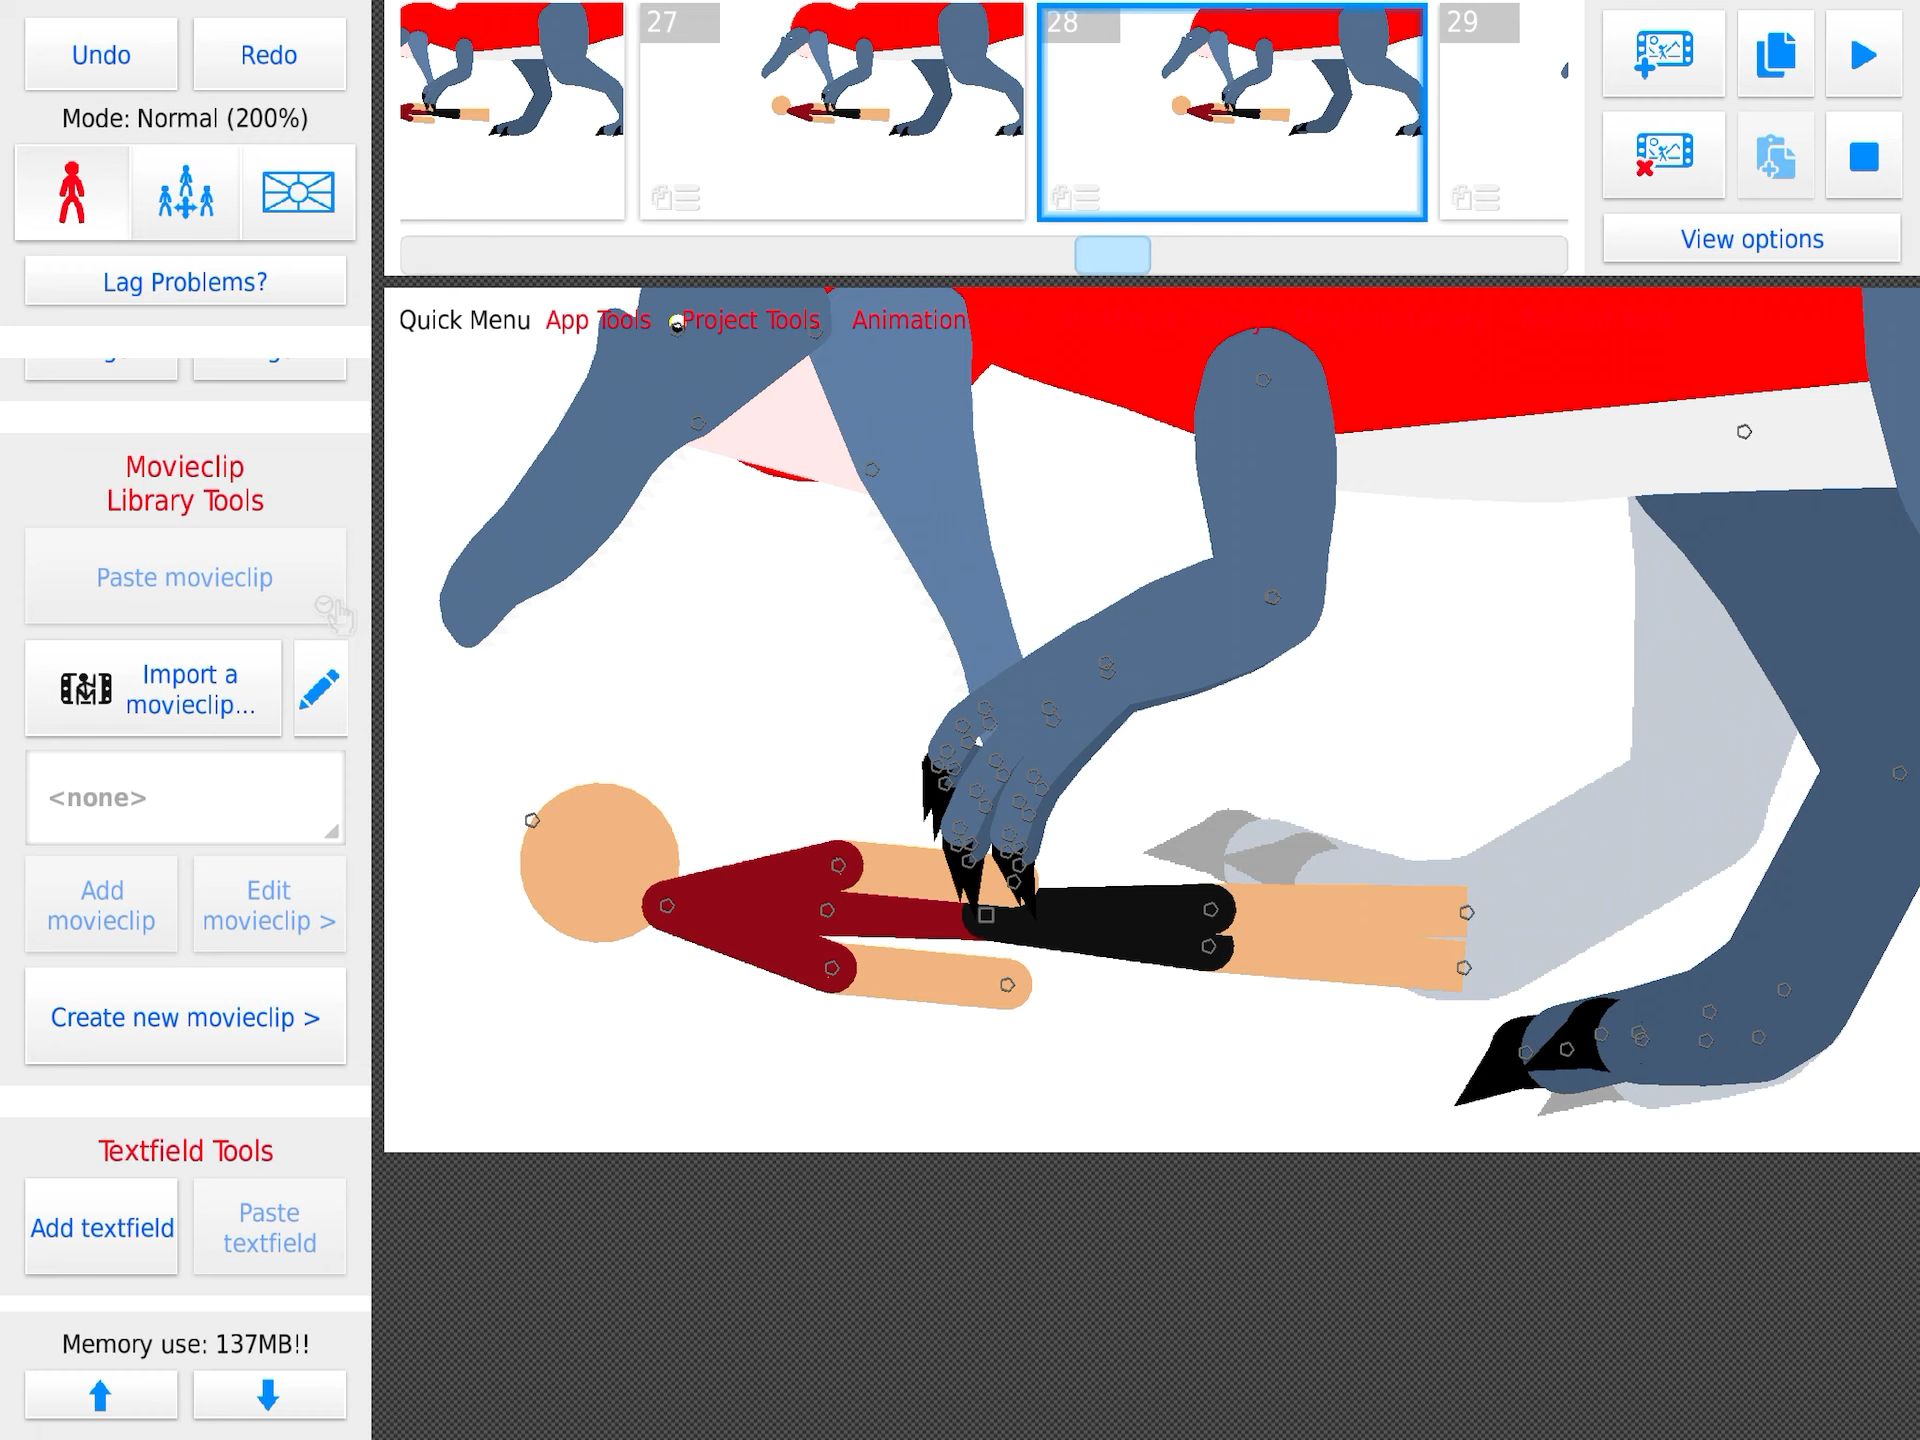 Undo
Redo
Mode: Normal (200%)
Lag Problems?
Movieclip
Library Tools
Paste movieclip
Import a
movieclip...
<none>
Add
movieclip
Edit
movieclip >
Create new movieclip >
Textfield Tools
Add textfield
Paste
textfield
Memory use: 137MB!!
27
28
29
View options
Quick Menu
App Tools
Project Tools
Animation